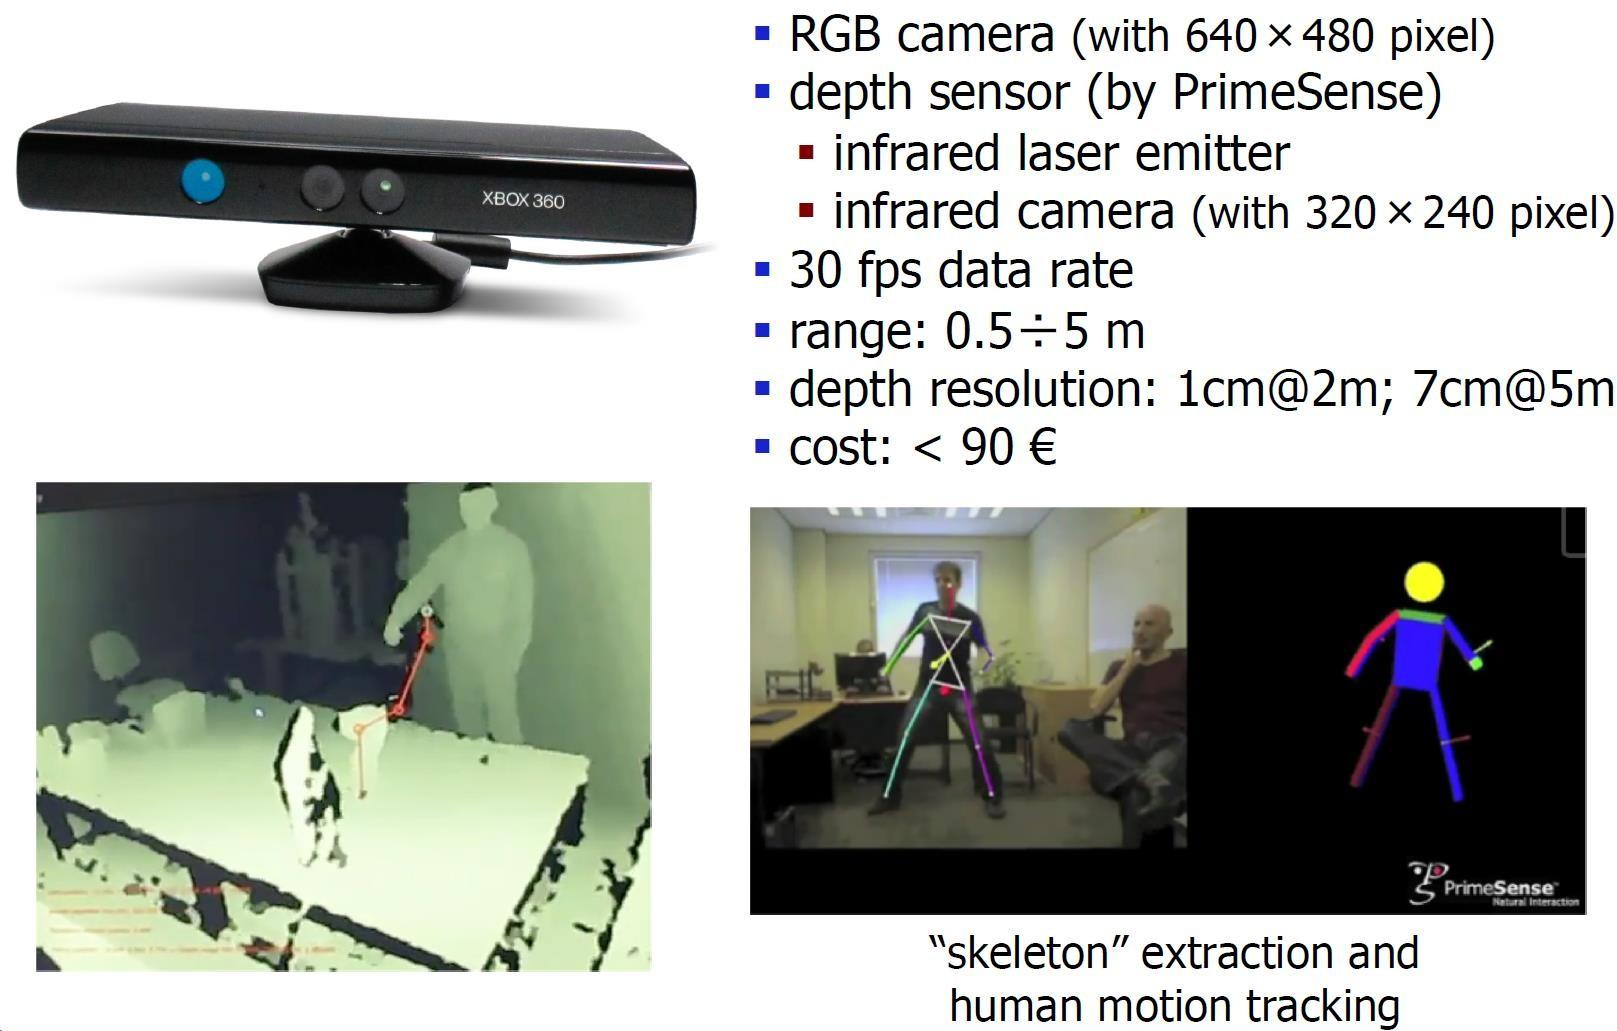 XBOX 360
▪ RGB camera (with 640×480 pixel)
▪ depth sensor (by PrimeSense)
▪ infrared laser emitter
▪ infrared camera (with 320×240 pixel)
▪ 30 fps data rate
▪ range: 0.5÷5 m
▪ depth resolution: 1cm@2m; 7cm@5m
▪ cost: < 90 €
PrimeSense™
Natural Interaction
“skeleton” extraction and
human motion tracking